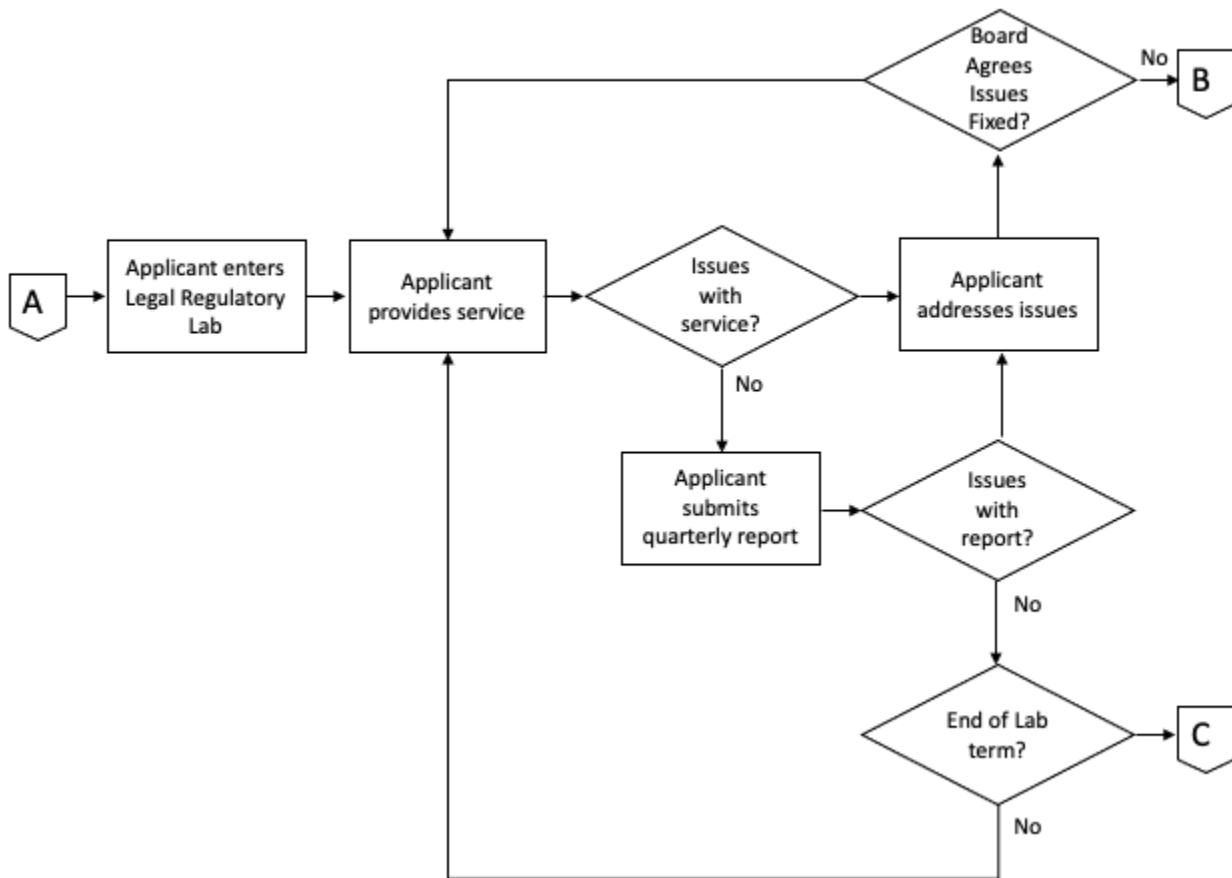 Board
Agrees
Issues
Fixed?
No
B
A
Applicant enters
Legal Regulatory
Lab
Applicant
provides service
Issues
with
service?
Applicant
addresses issues
No
Applicant
submits
quarterly report
Issues
with
report?
No
End of Lab
term?
C
No